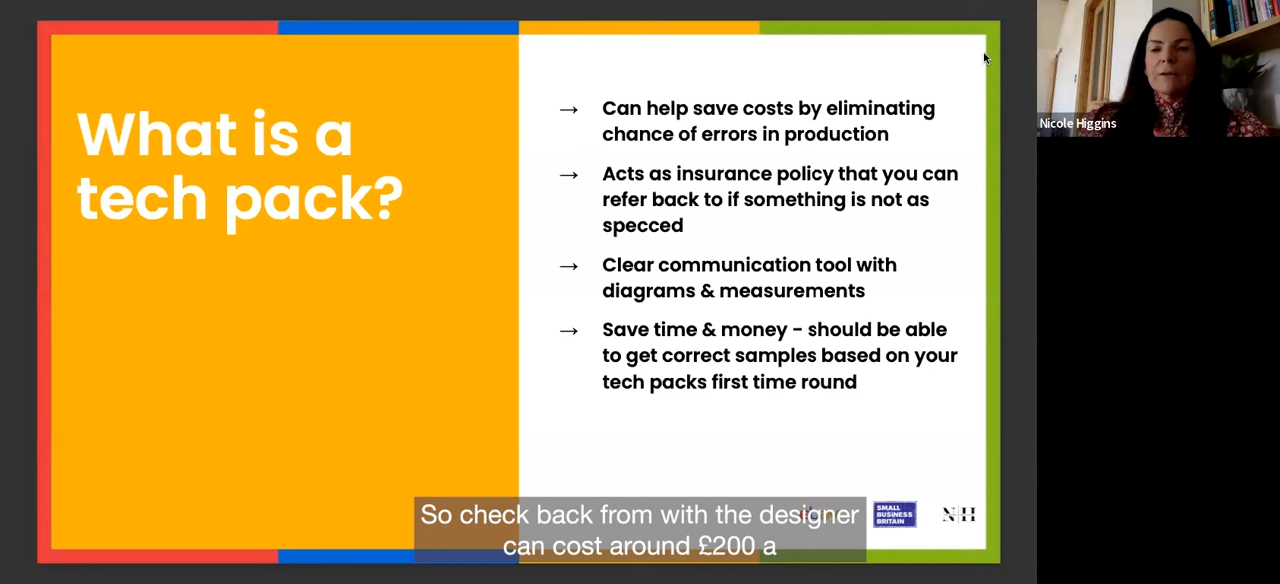 What is a
tech pack?
→ Can help save costs by eliminating
chance of errors in production
→ Acts as insurance policy that you can
refer back to if something is not as
specced
→ Clear communication tool with
diagrams & measurements
→ Save time & money - should be able
to get correct samples based on your
tech packs first time round
SMALL
BUSINESS
BRITAIN
NH
So check back from with the designer
can cost around £200 a
Nicole Higgins